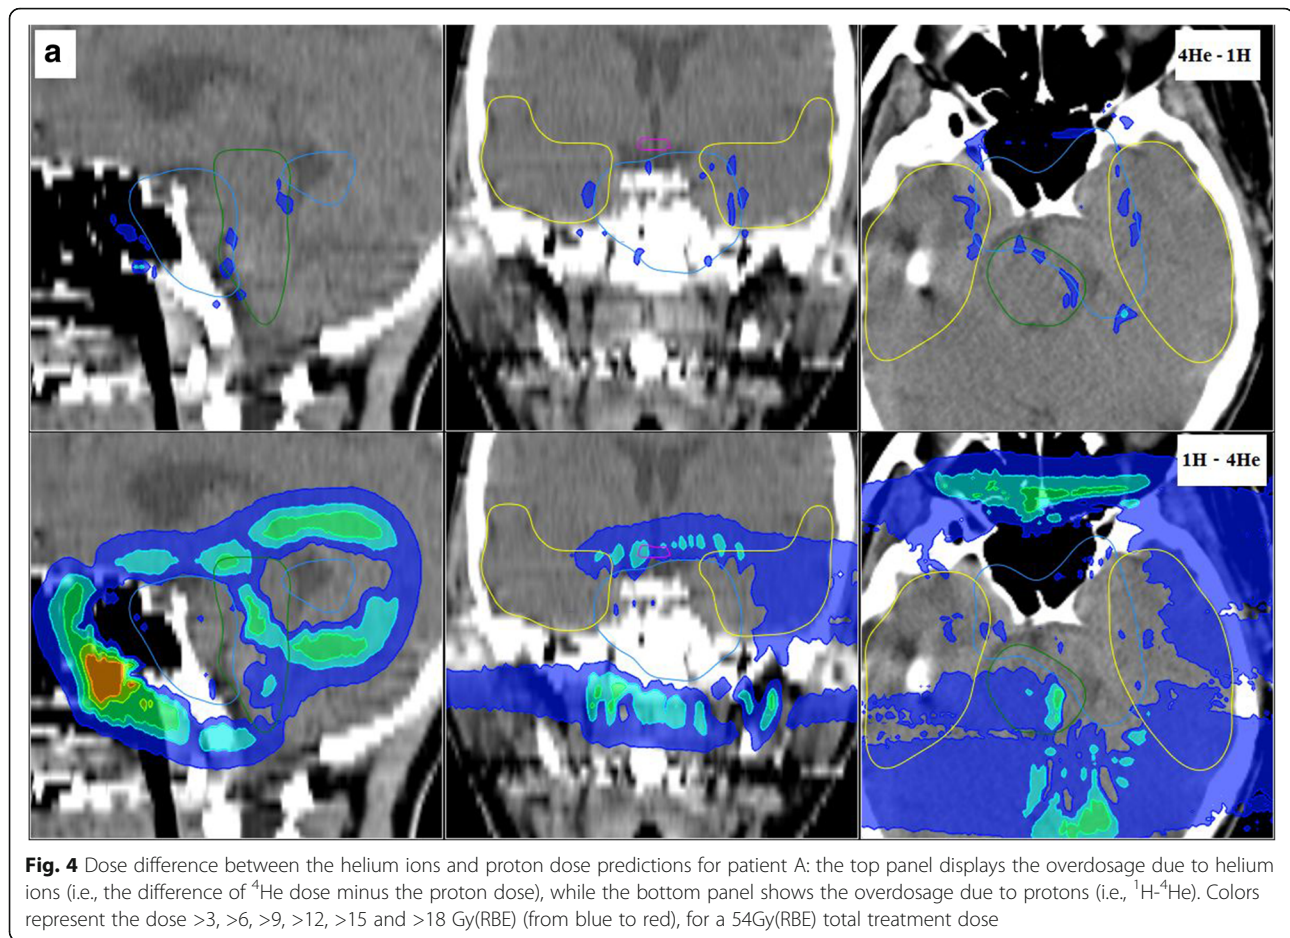 a
4He - 1H
1H - 4He
Fig. 4 Dose difference between the helium ions and proton dose predictions for patient A: the top panel displays the overdosage due to helium
ions (i.e., the difference of ⁴He dose minus the proton dose), while the bottom panel shows the overdosage due to protons (i.e., ¹H-⁴He). Colors
represent the dose >3, >6, >9, >12, >15 and >18 Gy(RBE) (from blue to red), for a 54Gy(RBE) total treatment dose